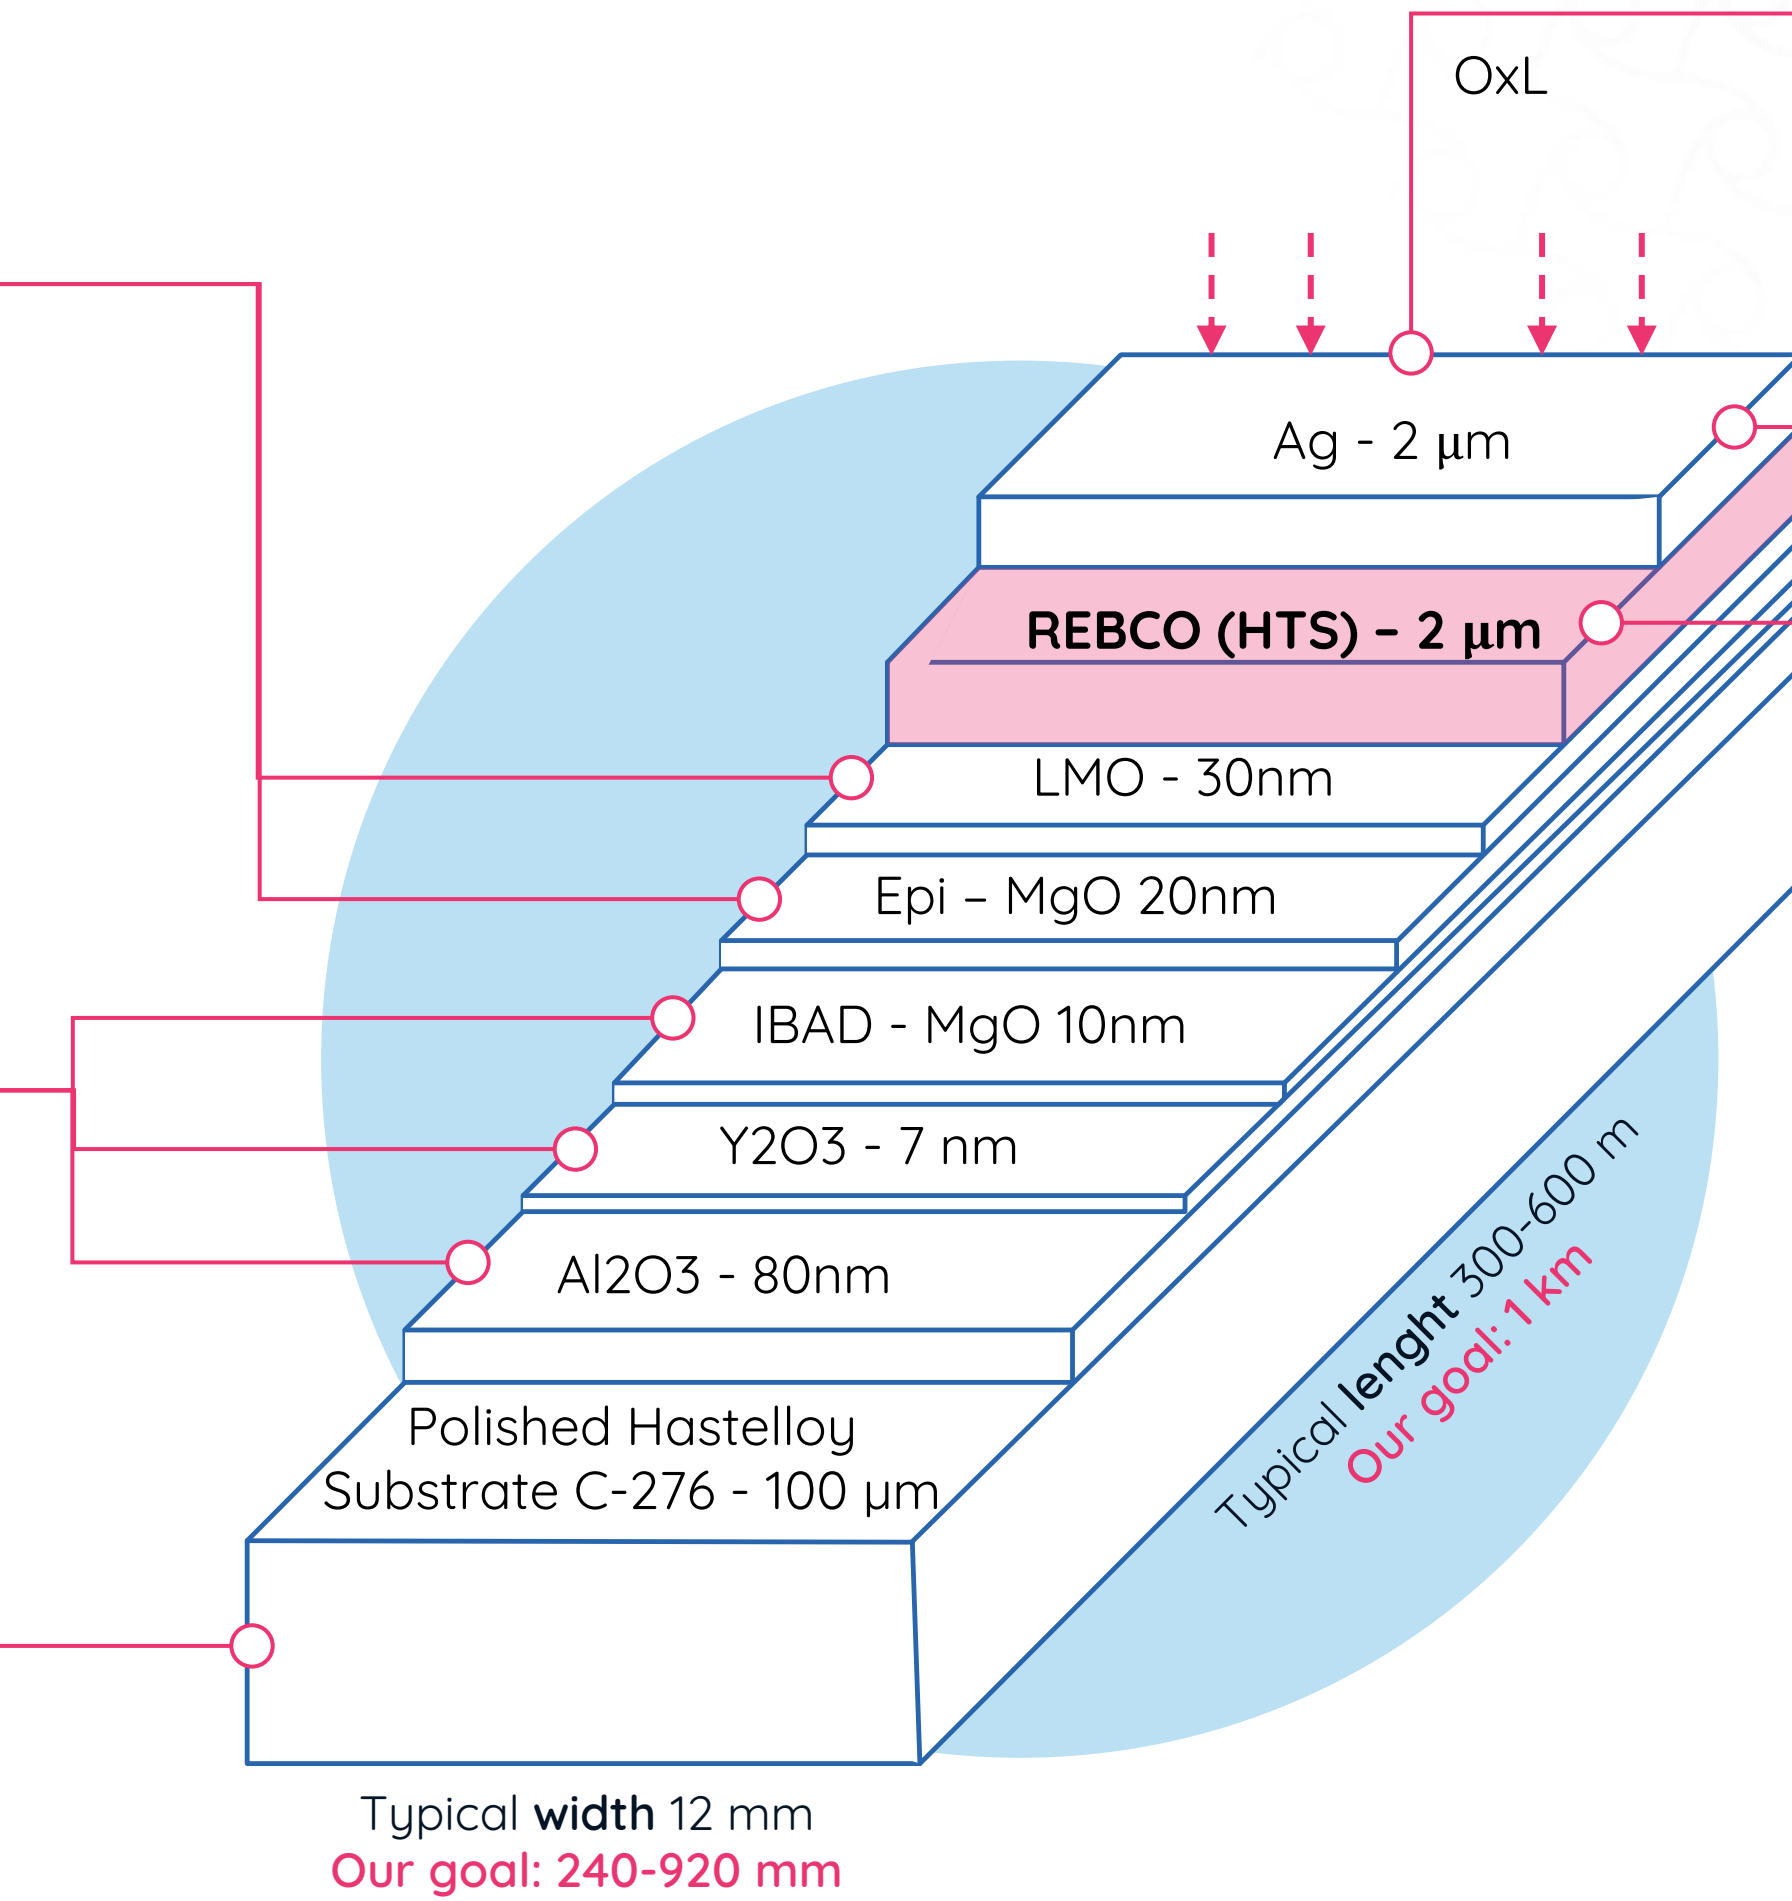 OxL
Ag - 2 μm
REBCO (HTS) – 2 μm
LMO - 30nm
Epi – MgO 20nm
IBAD - MgO 10nm
Y2O3 - 7 nm
Al2O3 - 80nm
Polished Hastelloy
Substrate C-276 - 100 μm
Typical lenght 300-600 m
Our goal: 1 km
Typical width 12 mm
Our goal: 240-920 mm